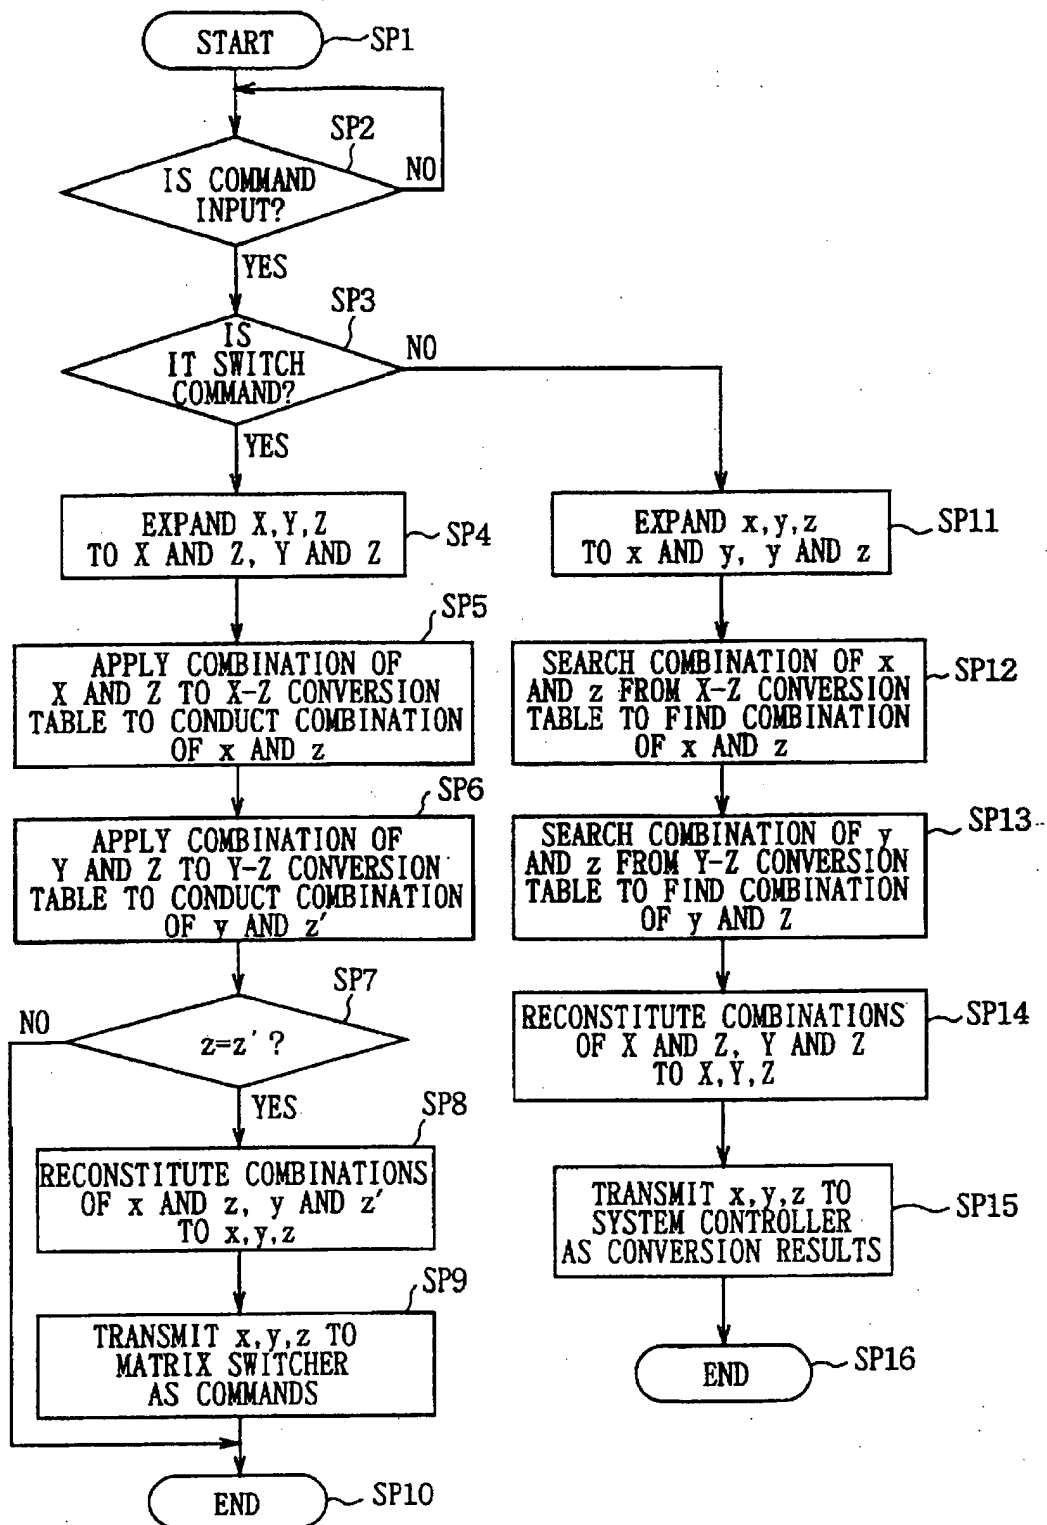 START
SP1
SP2
IS COMMAND
INPUT?
NO
YES
SP3
IS
IT SWITCH
COMMAND?
NO
YES
EXPAND X,Y,Z
TO X AND Z, Y AND Z
SP4
SP5
APPLY COMBINATION OF
X AND Z TO X-Z CONVERSION
TABLE TO CONDUCT COMBINATION
OF x AND z
SP6
APPLY COMBINATION OF
Y AND Z TO Y-Z CONVERSION
TABLE TO CONDUCT COMBINATION
OF y AND z'
SP7
NO
z=z' ?
YES
SP8
RECONSTITUTE COMBINATIONS
OF x AND z, y AND z'
TO x,y,z
SP9
TRANSMIT x,y,z TO
MATRIX SWITCHER
AS COMMANDS
END
SP10
EXPAND x,y,z
TO x AND y, y AND z
SP11
SEARCH COMBINATION OF x
AND z FROM X-Z CONVERSION
TABLE TO FIND COMBINATION
OF x AND z
SP12
SEARCH COMBINATION OF y
AND z FROM Y-Z CONVERSION
TABLE TO FIND COMBINATION
OF y AND Z
SP13
RECONSTITUTE COMBINATIONS
OF X AND Z, Y AND Z
TO X,Y,Z
SP14
TRANSMIT x,y,z TO
SYSTEM CONTROLLER
AS CONVERSION RESULTS
SP15
END
SP16